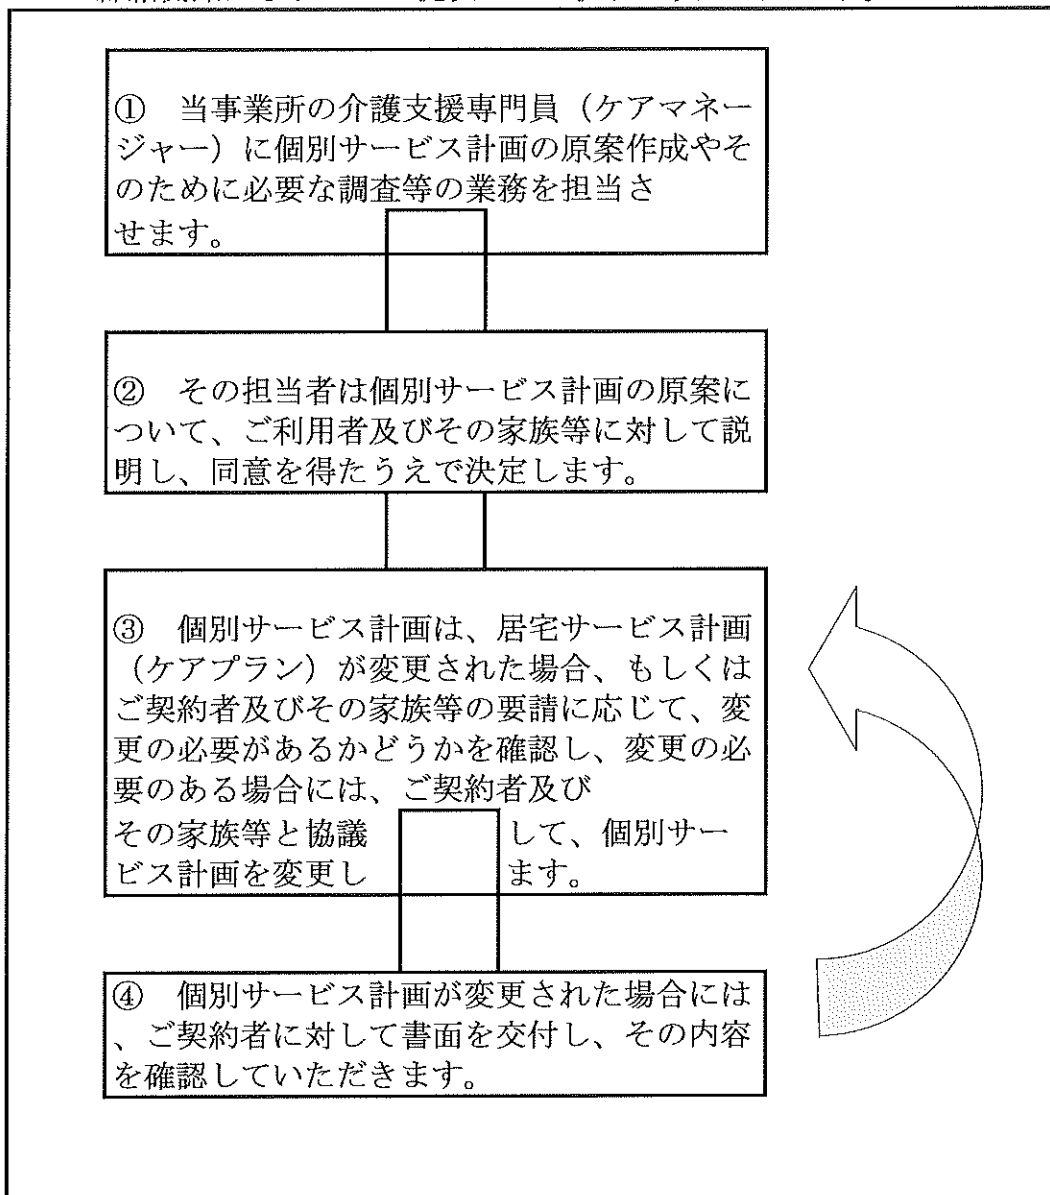 ①　当事業所の介護支援専門員（ケアマネー
ジャー）に個別サービス計画の原案作成やそ
のために必要な調査等の業務を担当さ
せます。
②　その担当者は個別サービス計画の原案に
ついて、ご利用者及びその家族等に対して説
明し、同意を得たうえで決定します。
③　個別サービス計画は、居宅サービス計画
（ケアプラン）が変更された場合、もしくは
ご契約者及びその家族等の要請に応じて、変
更の必要があるかどうかを確認し、変更の必
要のある場合には、ご契約者及び
その家族等と協議　して、個別サー
ビス計画を変更し　ます。
④　個別サービス計画が変更された場合には
、ご契約者に対して書面を交付し、その内容
を確認していただきます。